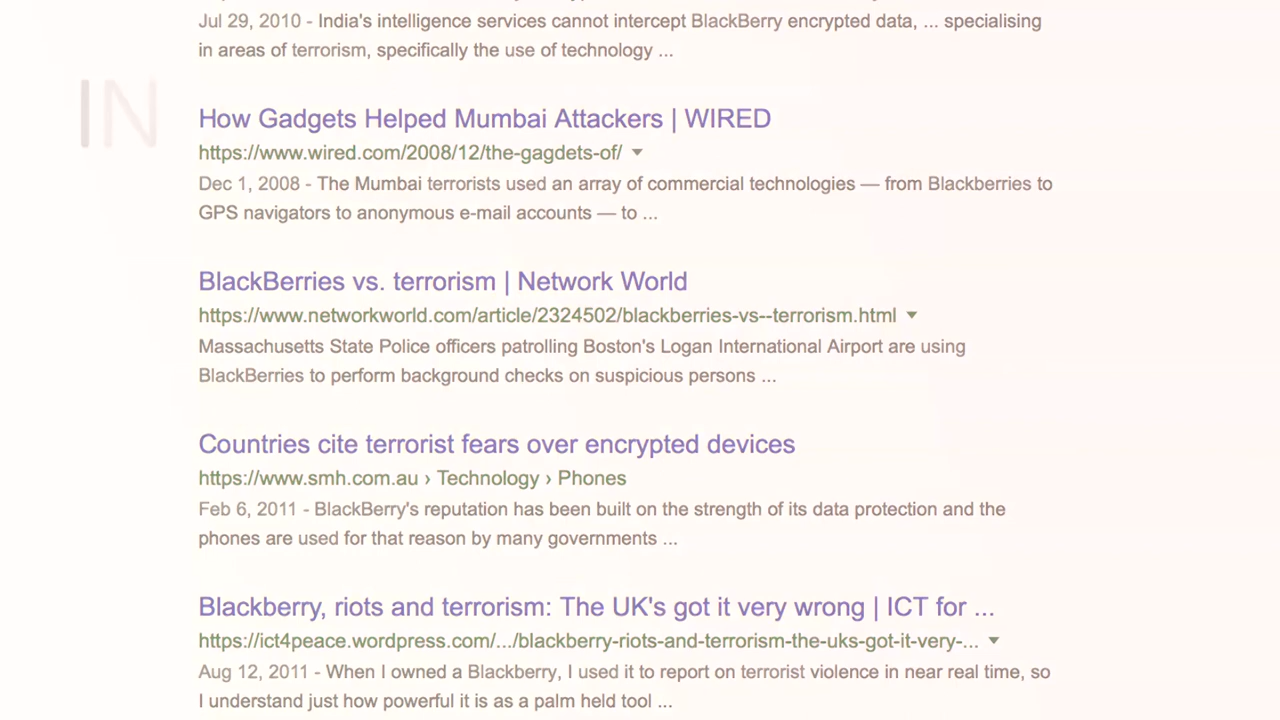 Jul 29, 2010 - India's intelligence services cannot intercept BlackBerry encrypted data, ... specialising
in areas of terrorism, specifically the use of technology ...
IN
How Gadgets Helped Mumbai Attackers | WIRED
https://www.wired.com/2008/12/the-gagdets-of/
Dec 1, 2008 - The Mumbai terrorists used an array of commercial technologies — from Blackberries to
GPS navigators to anonymous e-mail accounts — to ...
BlackBerries vs. terrorism | Network World
https://www.networkworld.com/article/2324502/blackberries-vs--terrorism.html
Massachusetts State Police officers patrolling Boston's Logan International Airport are using
BlackBerries to perform background checks on suspicious persons ...
Countries cite terrorist fears over encrypted devices
https://www.smh.com.au › Technology › Phones
Feb 6, 2011 - BlackBerry's reputation has been built on the strength of its data protection and the
phones are used for that reason by many governments ...
Blackberry, riots and terrorism: The UK's got it very wrong | ICT for ...
https://ict4peace.wordpress.com/.../blackberry-riots-and-terrorism-the-uks-got-it-very-...
Aug 12, 2011 - When I owned a Blackberry, I used it to report on terrorist violence in near real time, so
I understand just how powerful it is as a palm held tool ...